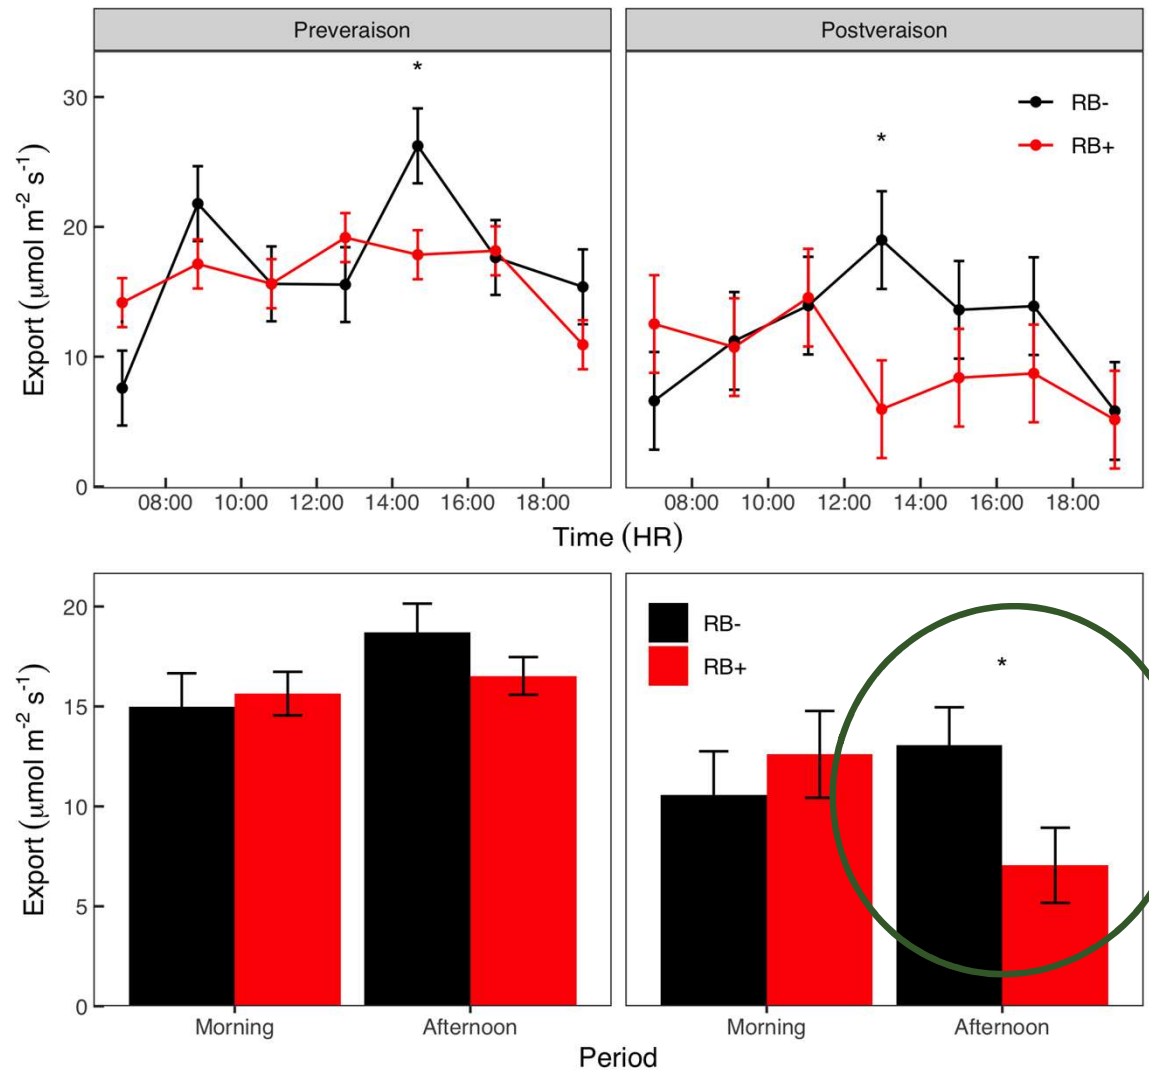 Preveraison
Postveraison
*
*
RB-
RB+
30
20
10
0
Export (μmol m⁻² s⁻¹)
08:00 10:00 12:00 14:00 16:00 18:00
08:00 10:00 12:00 14:00 16:00 18:00
Time (HR)
20
15
10
5
0
Export (μmol m⁻² s⁻¹)
RB-
RB+
*
Morning Afternoon
Morning Afternoon
Period